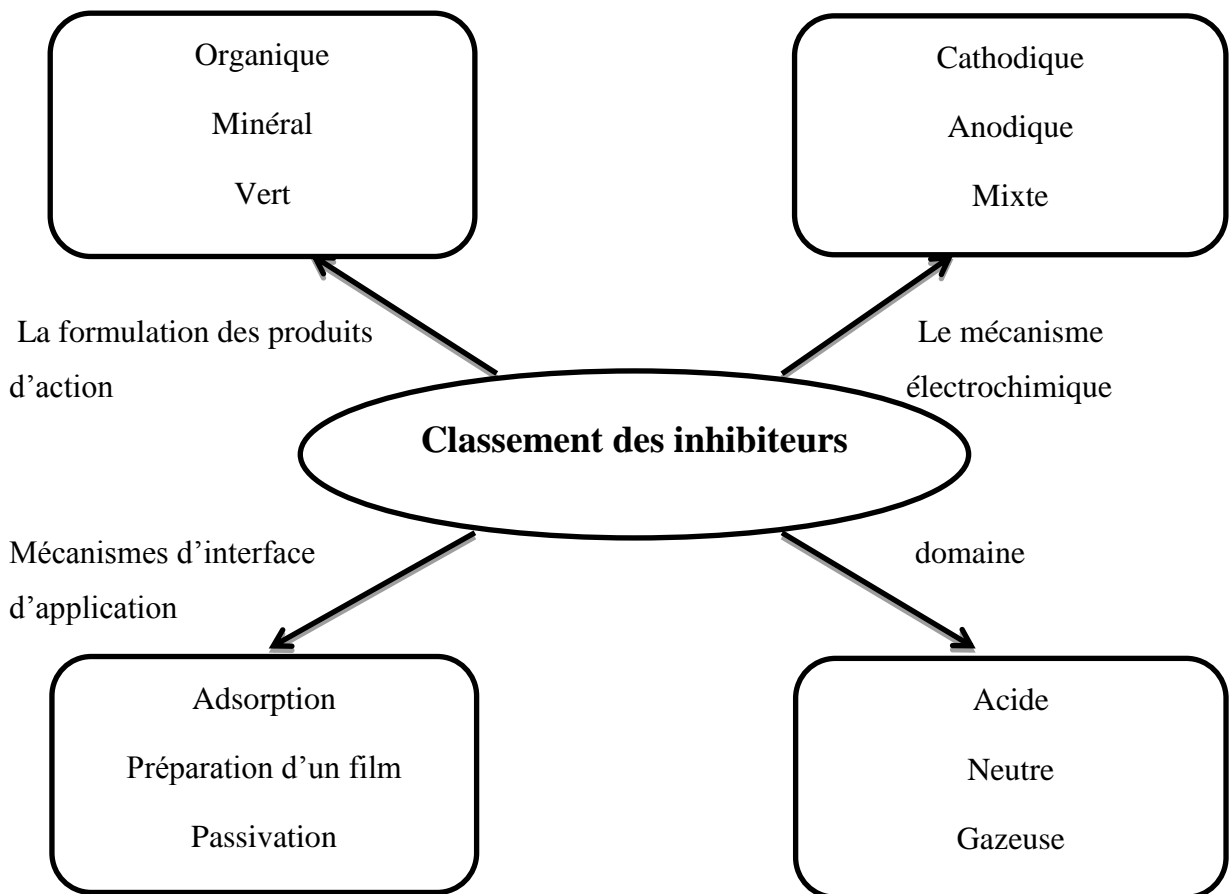 Organique
Minéral
Vert
Cathodique
Anodique
Mixte
La formulation des produits
d’action
Le mécanisme
électrochimique
Classement des inhibiteurs
Mécanismes d’interface
d’application
domaine
Adsorption
Préparation d’un film
Passivation
Acide
Neutre
Gazeuse